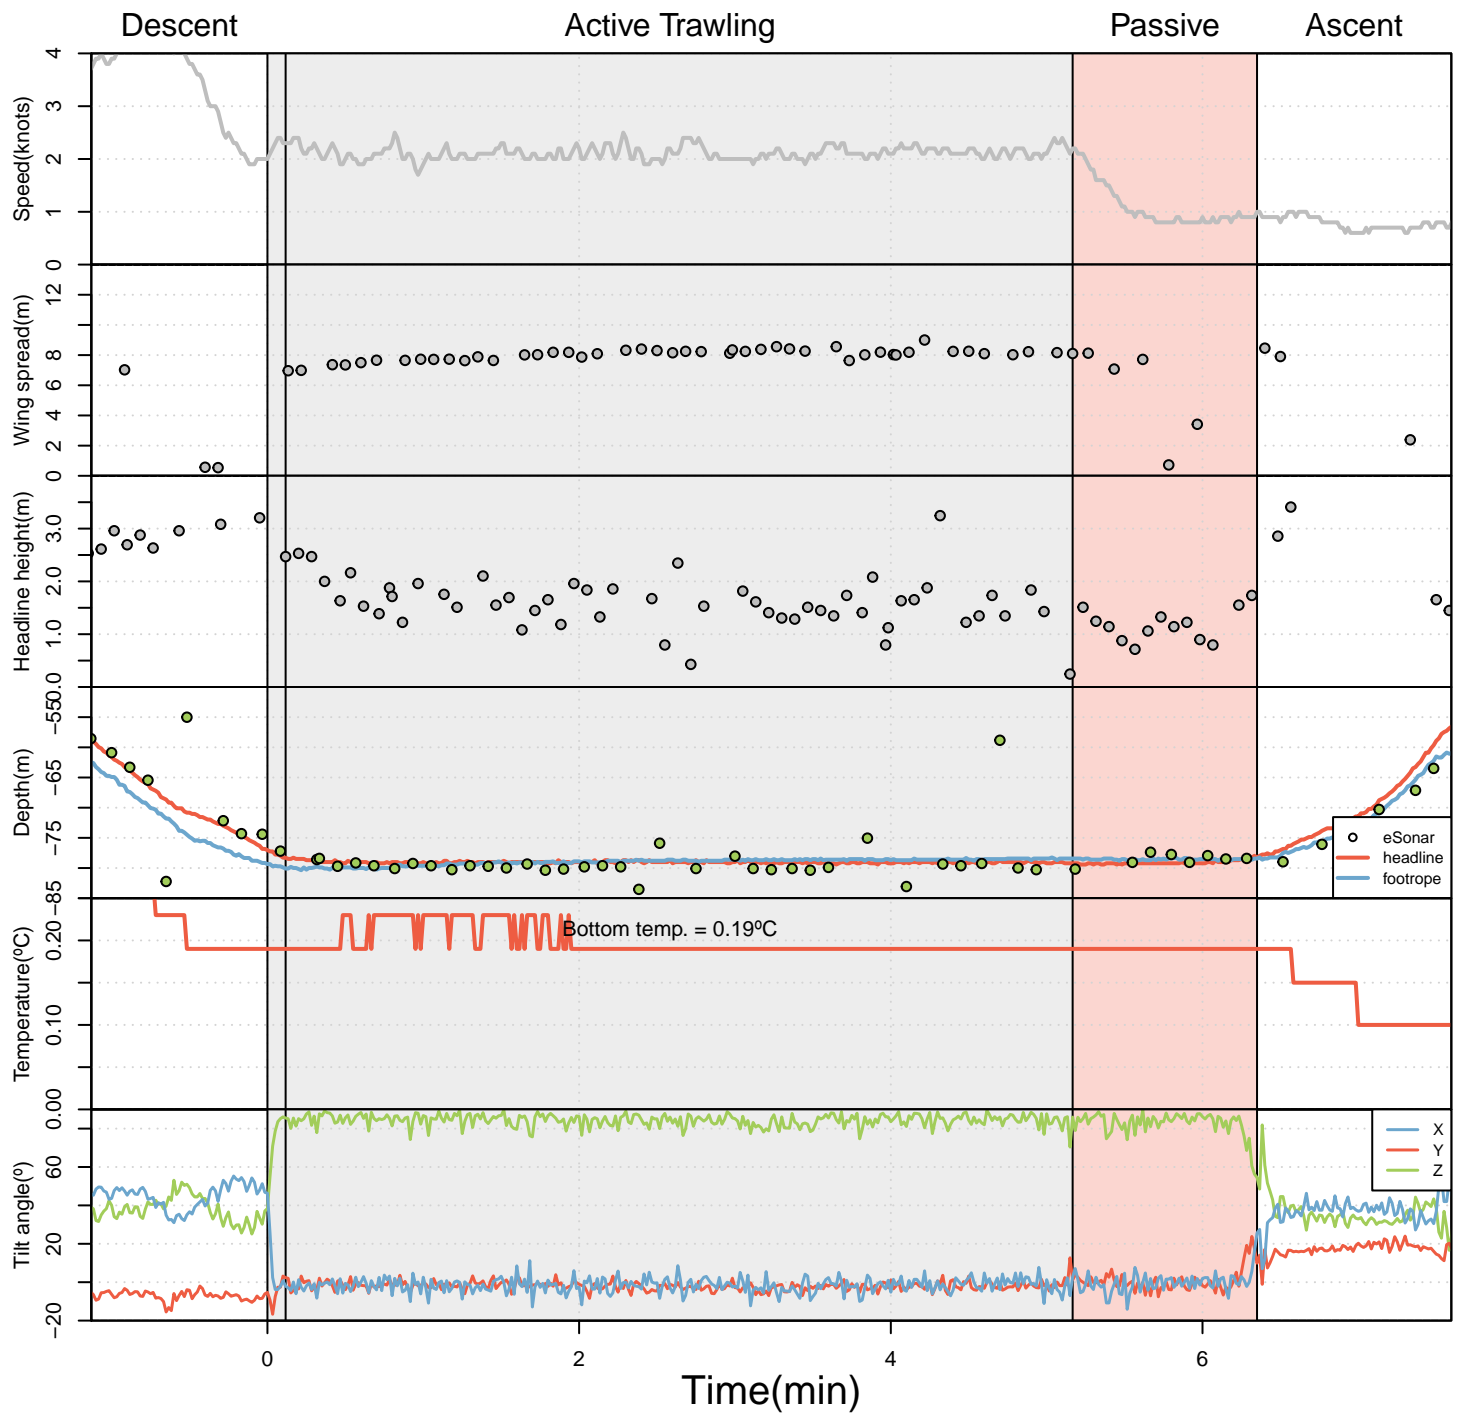 Descent
Active Trawling
Passive
Ascent
Speed(knots)
0
1
2
3
4
Wing spread(m)
0
2
4
6
8
12
Headline height(m)
0.0
1.0
2.0
3.0
Depth(m)
−85
−75
−65
−55
eSonar
headline
footrope
Temperature(ºC)
0.00
0.10
0.20
Bottom temp. = 0.19ºC
Tilt angle(º)
−20
20
60
X
Y
Z
0
2
4
6
Time(min)